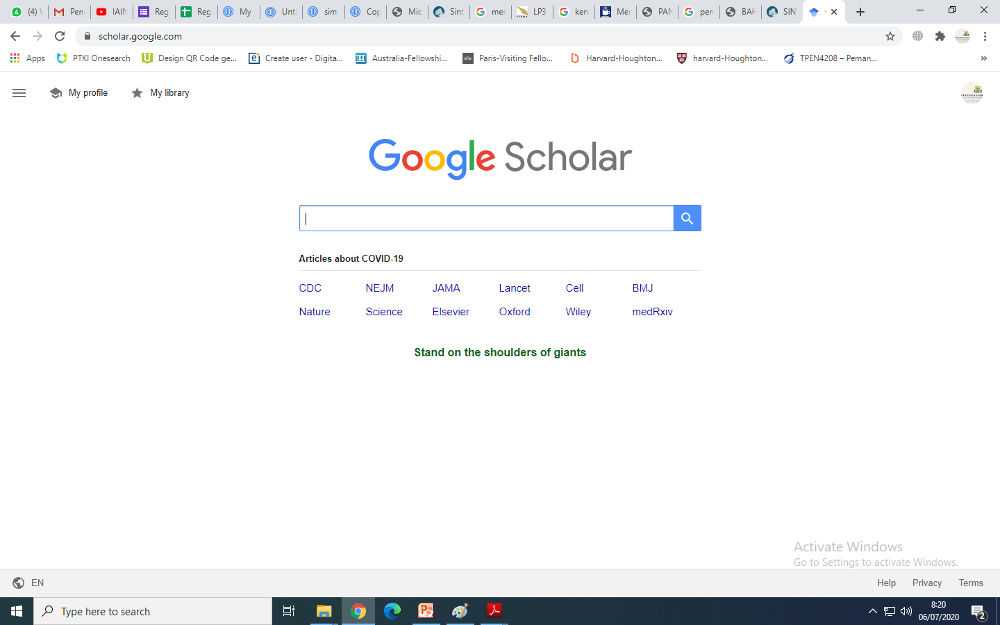 (4) Pen IAIN Reg Reg My Unti sim Cop Mic Sint mer LP3 ken Mer PAN pen BAH SIN
scholar.google.com
Apps PTKI Onesearch Design QR Code ge... Create user - Digita... Australia-Fellowshi... Paris-Visiting Fello... Harvard-Houghton... harvard-Houghton... TPEN4208 – Peman... »
My profile My library
Google Scholar
Articles about COVID-19
CDC NEJM JAMA Lancet Cell BMJ
Nature Science Elsevier Oxford Wiley medRxiv
Stand on the shoulders of giants
Activate Windows
Go to Settings to activate Windows.
EN Help Privacy Terms
Type here to search
8:20
06/07/2020
2